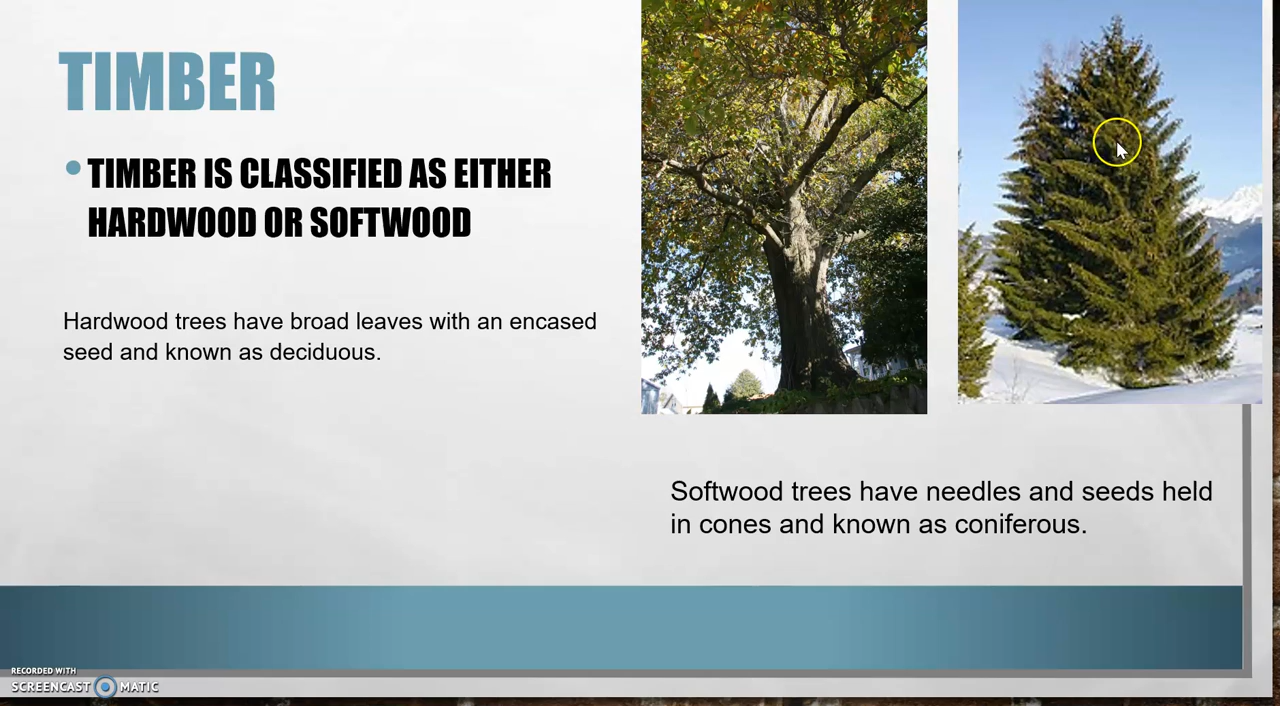 TIMBER
TIMBER IS CLASSIFIED AS EITHER
HARDWOOD OR SOFTWOOD
Hardwood trees have broad leaves with an encased
seed and known as deciduous.
Softwood trees have needles and seeds held
in cones and known as coniferous.
RECORDED WITH
SCREENCAST MATIC